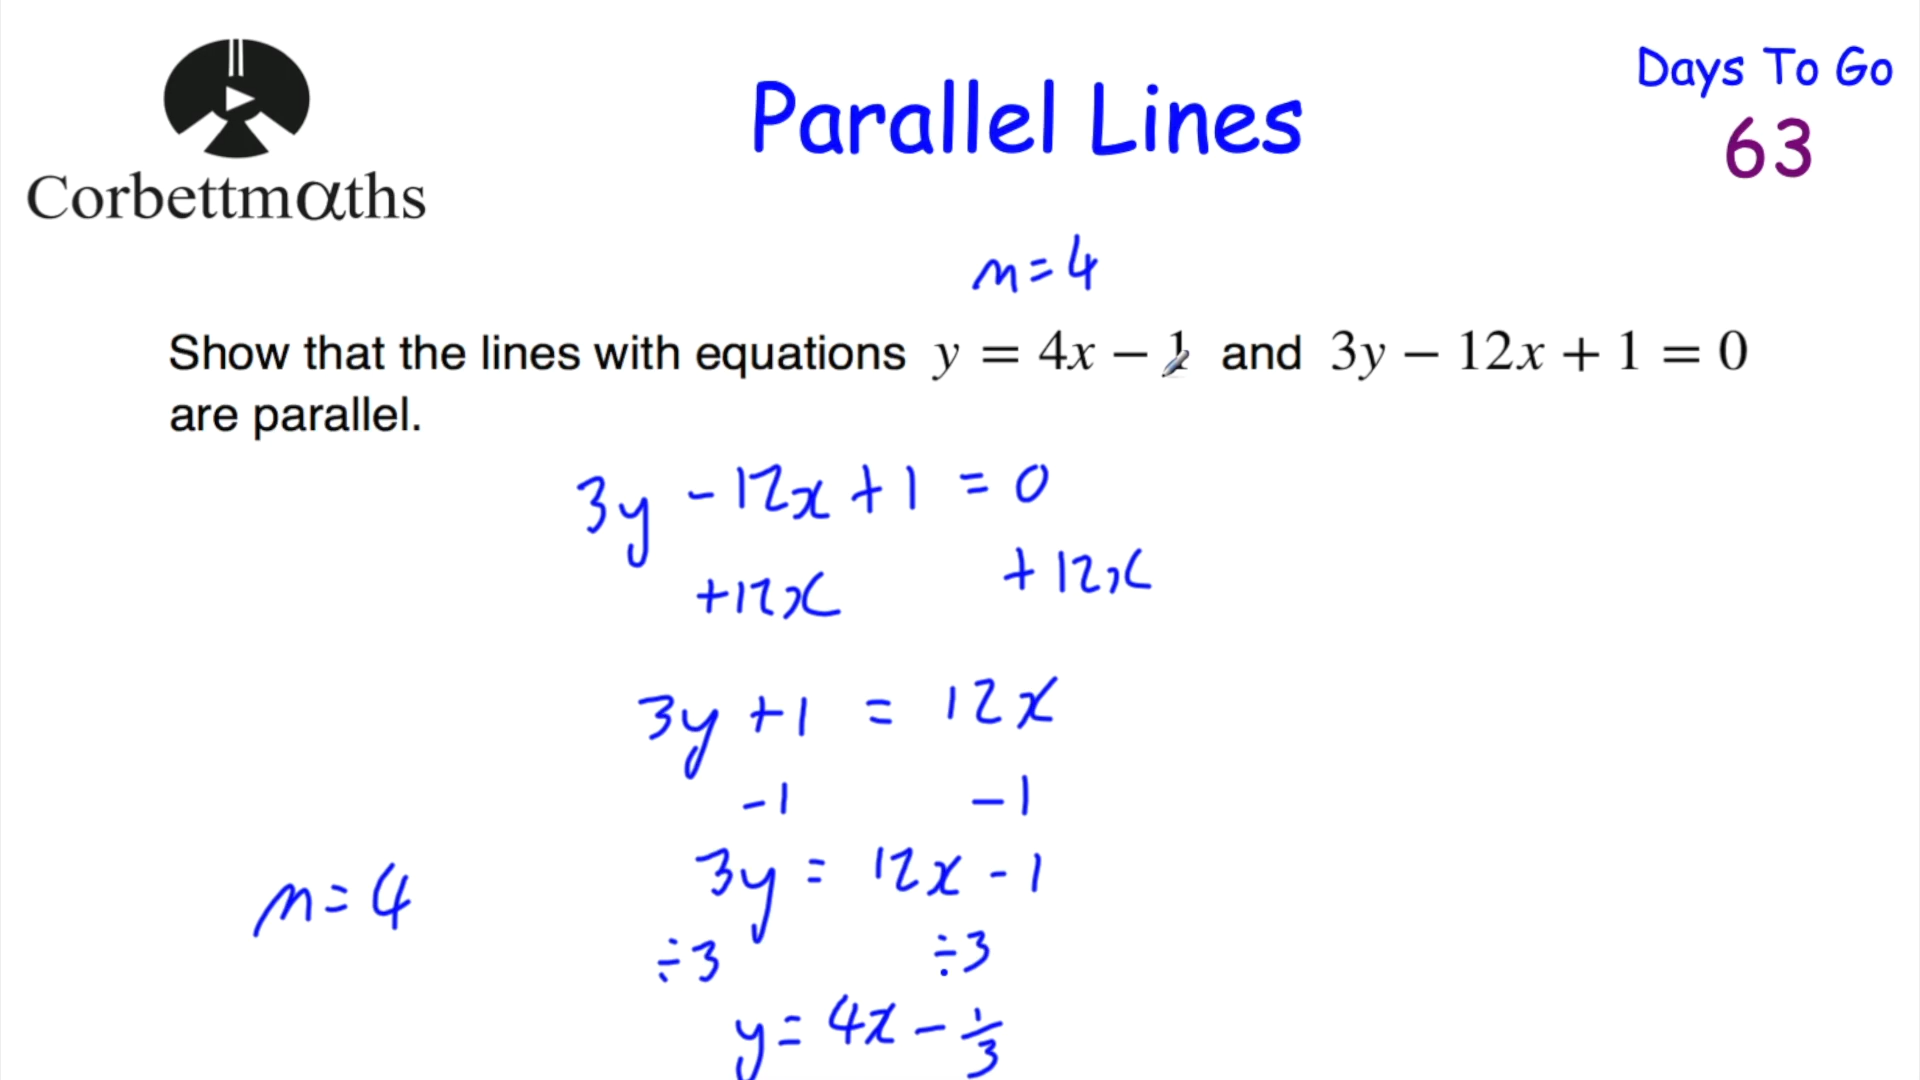 Corbettmαths
Parallel Lines
Days To Go
63
m=4
Show that the lines with equations y = 4x − 1 and 3y − 12x + 1 = 0
are parallel.
3y -12x +1 = 0
+12x +12x
3y +1 = 12x
-1 -1
3y = 12x - 1
m=4
÷3 ÷3
y = 4x - 1/3